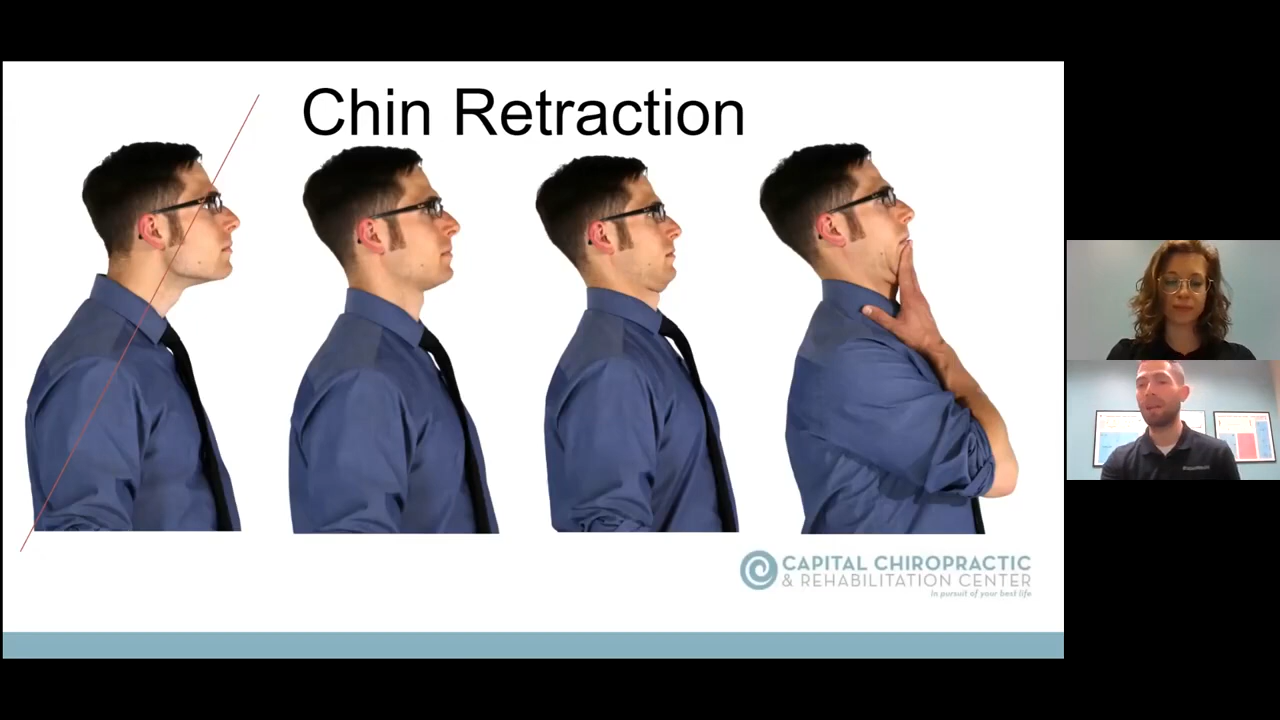 Chin Retraction
CAPITAL CHIROPRACTIC
& REHABILITATION CENTER
In pursuit of your best life